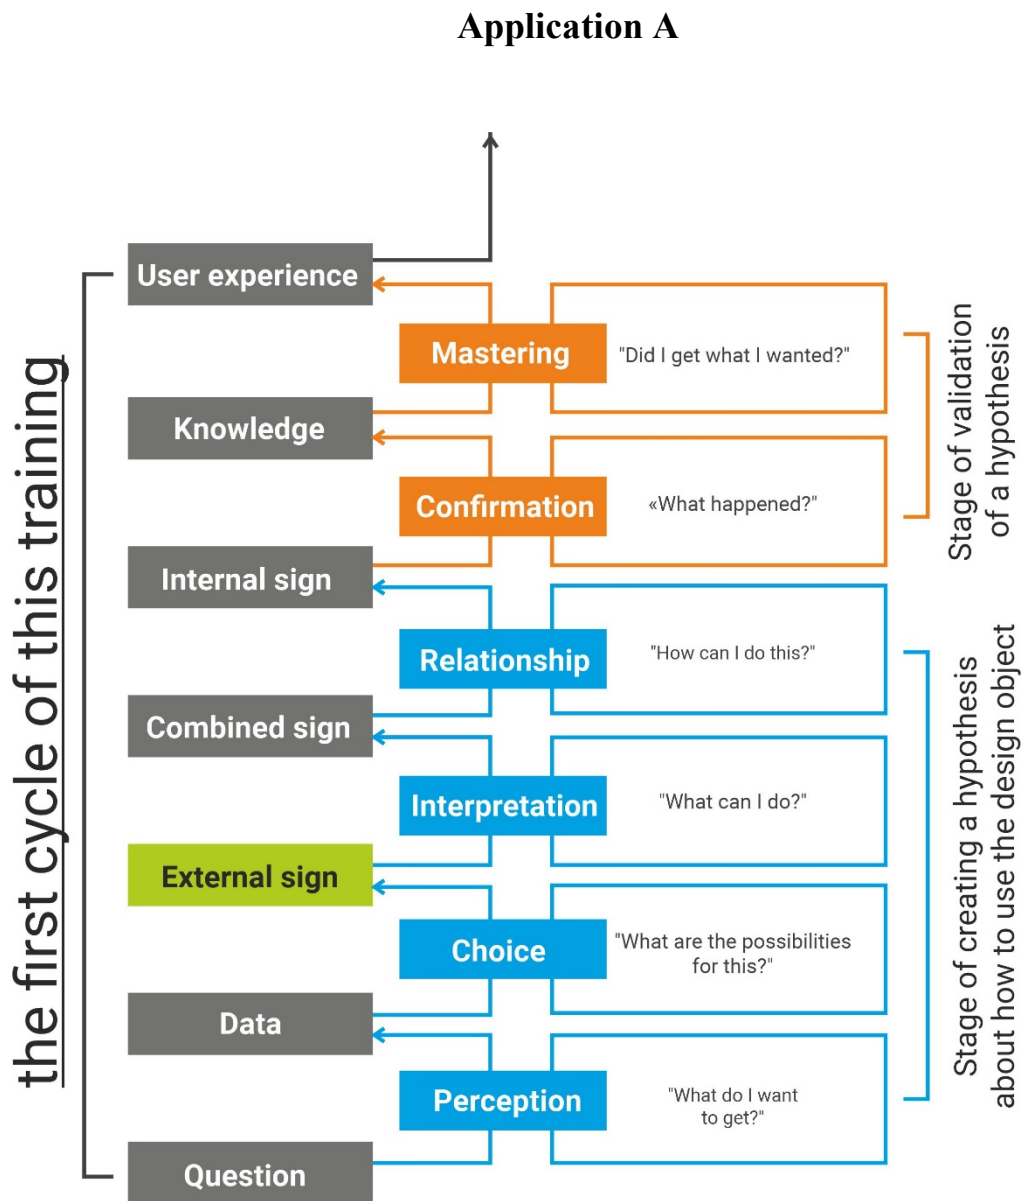 Application A
User experience
Mastering
"Did I get what I wanted?"
Knowledge
Confirmation
«What happened?"
Internal sign
Relationship
"How can I do this?"
Combined sign
Interpretation
"What can I do?"
External sign
Choice
"What are the possibilities
for this?"
Data
Perception
"What do I want
to get?"
Question
the first cycle of this training
Stage of validation
of a hypothesis
Stage of creating a hypothesis
about how to use the design object